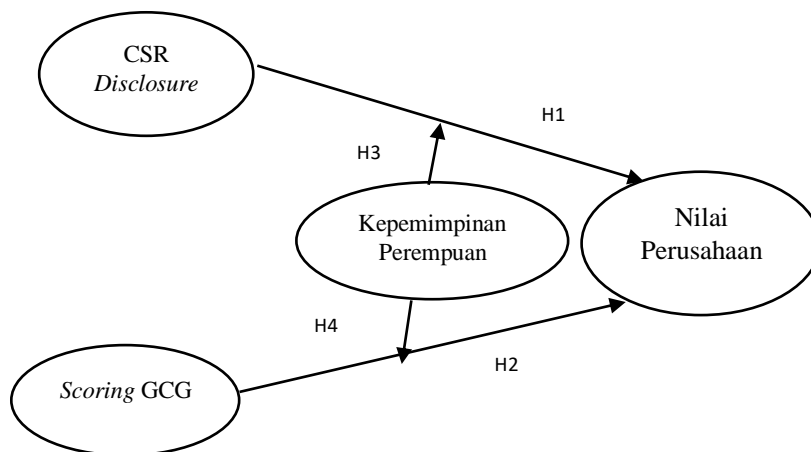 CSR
Disclosure
H1
H3
Kepemimpinan
Perempuan
Nilai
Perusahaan
H4
H2
Scoring GCG